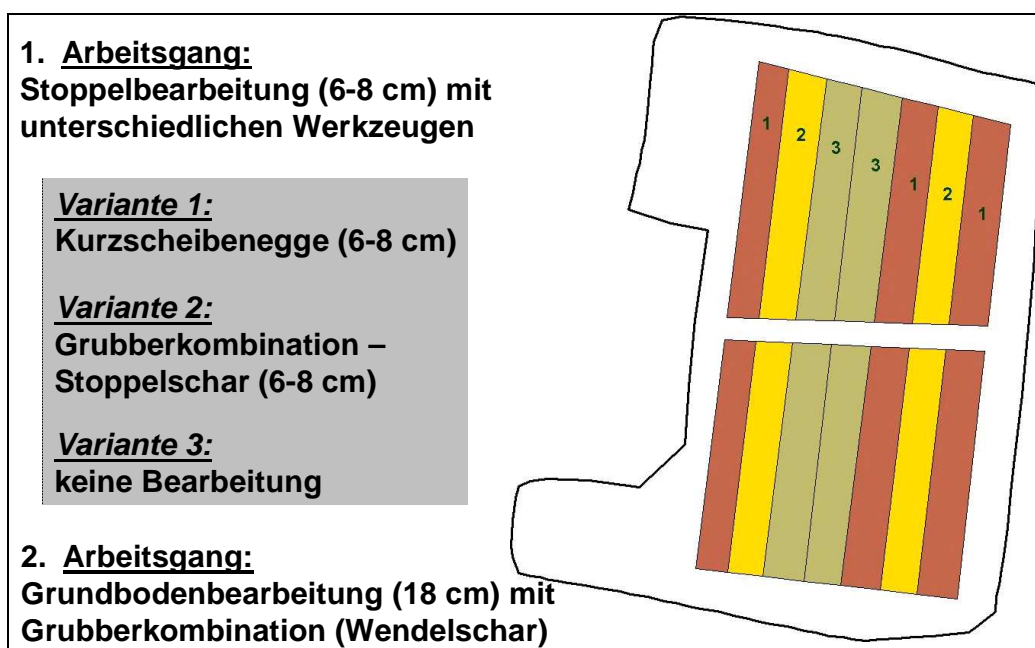 1. Arbeitsgang:
Stoppelbearbeitung (6-8 cm) mit
unterschiedlichen Werkzeugen
Variante 1:
Kurzscheibenegge (6-8 cm)
Variante 2:
Grubberkombination –
Stoppelschar (6-8 cm)
Variante 3:
keine Bearbeitung
2. Arbeitsgang:
Grundbodenbearbeitung (18 cm) mit
Grubberkombination (Wendelschar)
1 2 3 3 1 2 1